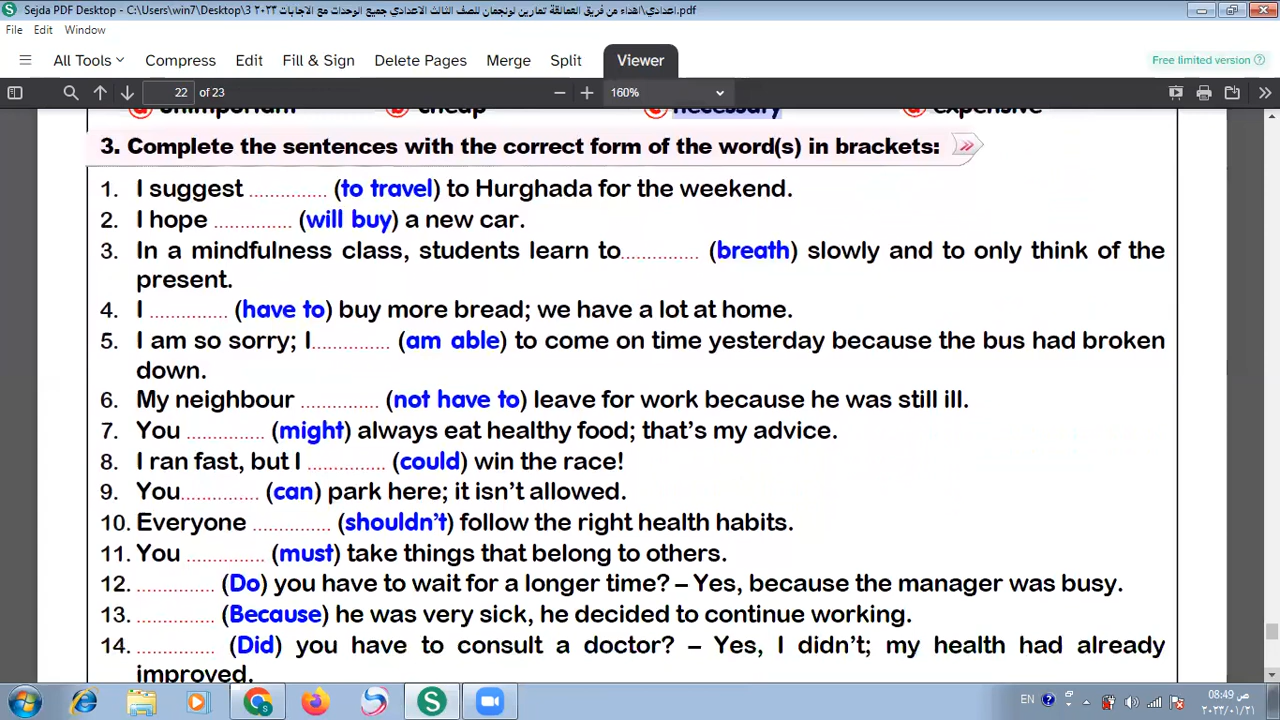 Sejda PDF Desktop - C:\Users\win7\Desktop\3 اعدادي\اهداء من فريق العمالقة تمارين لونجمان للصف الثالث الاعدادي جميع الوحدات مع الاجابات ٢٠٢٣.pdf
File Edit Window
All Tools Compress Edit Fill & Sign Delete Pages Merge Split Viewer Free limited version
22 of 23 160%
a unimportant b cheap c necessary d expensive
3. Complete the sentences with the correct form of the word(s) in brackets:
1. I suggest .............. (to travel) to Hurghada for the weekend.
2. I hope .............. (will buy) a new car.
3. In a mindfulness class, students learn to.............. (breath) slowly and to only think of the
present.
4. I .............. (have to) buy more bread; we have a lot at home.
5. I am so sorry; I.............. (am able) to come on time yesterday because the bus had broken
down.
6. My neighbour .............. (not have to) leave for work because he was still ill.
7. You .............. (might) always eat healthy food; that's my advice.
8. I ran fast, but I .............. (could) win the race!
9. You.............. (can) park here; it isn't allowed.
10. Everyone .............. (shouldn't) follow the right health habits.
11. You .............. (must) take things that belong to others.
12. .............. (Do) you have to wait for a longer time? – Yes, because the manager was busy.
13. .............. (Because) he was very sick, he decided to continue working.
14. .............. (Did) you have to consult a doctor? – Yes, I didn't; my health had already
improved.
EN
08:49 ص
٢٠٢٣/٠١/٢١